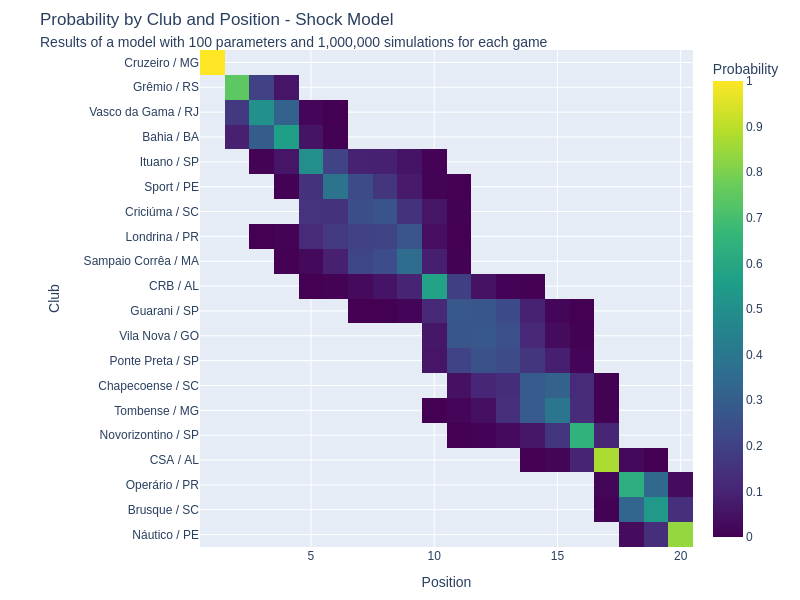 Probability by Club and Position - Shock Model
Results of a model with 100 parameters and 1,000,000 simulations for each game
Probability
Club
Cruzeiro / MG
Grêmio / RS
Vasco da Gama / RJ
Bahia / BA
Ituano / SP
Sport / PE
Criciúma / SC
Londrina / PR
Sampaio Corrêa / MA
CRB / AL
Guarani / SP
Vila Nova / GO
Ponte Preta / SP
Chapecoense / SC
Tombense / MG
Novorizontino / SP
CSA / AL
Operário / PR
Brusque / SC
Náutico / PE
1
0.9
0.8
0.7
0.6
0.5
0.4
0.3
0.2
0.1
0
5
10
15
20
Position